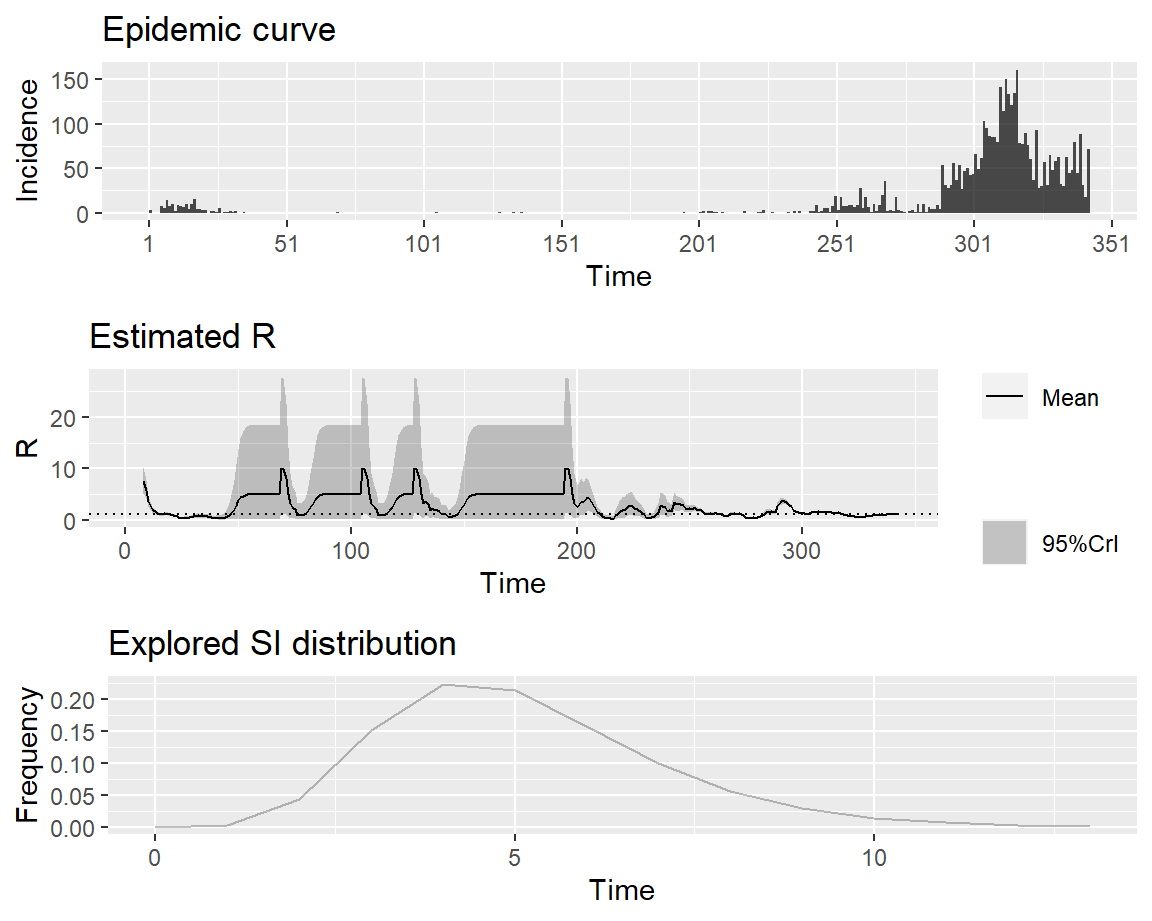 Epidemic curve
150
100
50
0
Incidence
1 51 101 151 201 251 301 351
Time
Estimated R
20
10
0
R
0 100 200 300
Time
Mean
95%CrI
Explored SI distribution
0.20
0.15
0.10
0.05
0.00
Frequency
0 5 10
Time